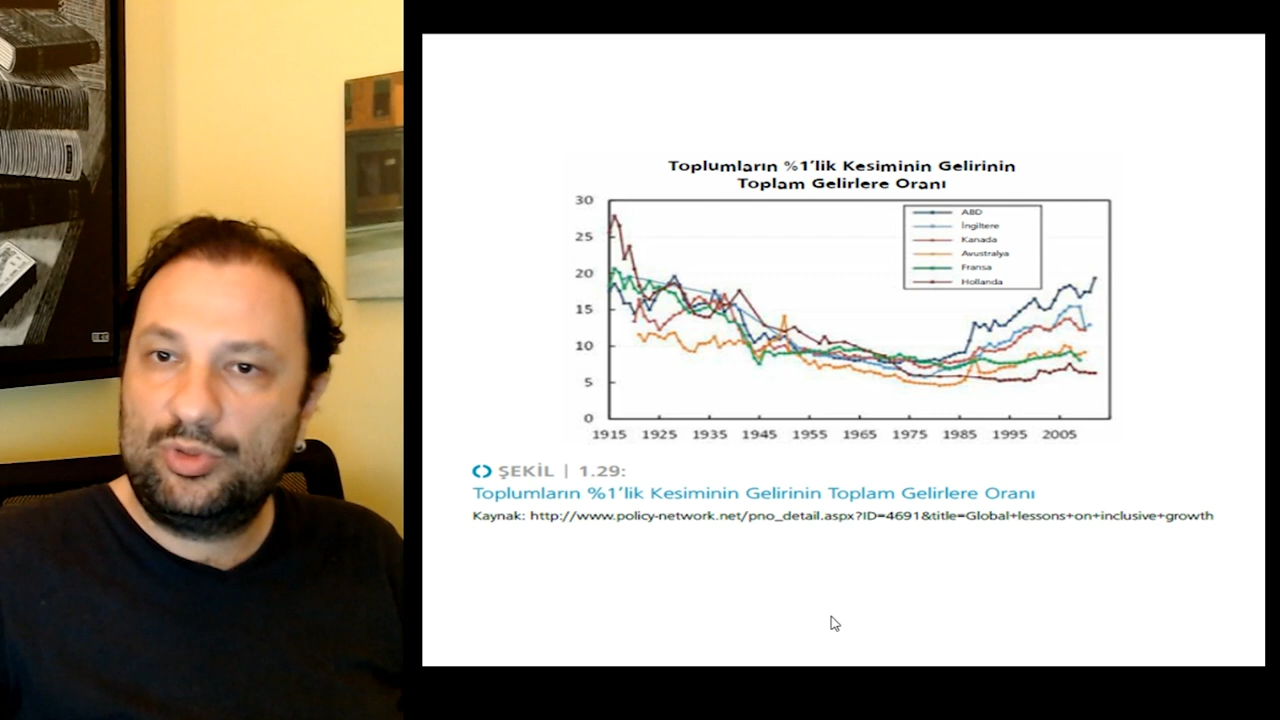 Toplumların %1'lik Kesiminin Gelirinin
Toplam Gelirlere Oranı
30
25
20
15
10
5
0
1915 1925 1935 1945 1955 1965 1975 1985 1995 2005
ABD
İngiltere
Kanada
Avustralya
Fransa
Hollanda
ŞEKİL | 1.29:
Toplumların %1'lik Kesiminin Gelirinin Toplam Gelirlere Oranı
Kaynak: http://www.policy-network.net/pno_detail.aspx?ID=4691&title=Global+lessons+on+inclusive+growth